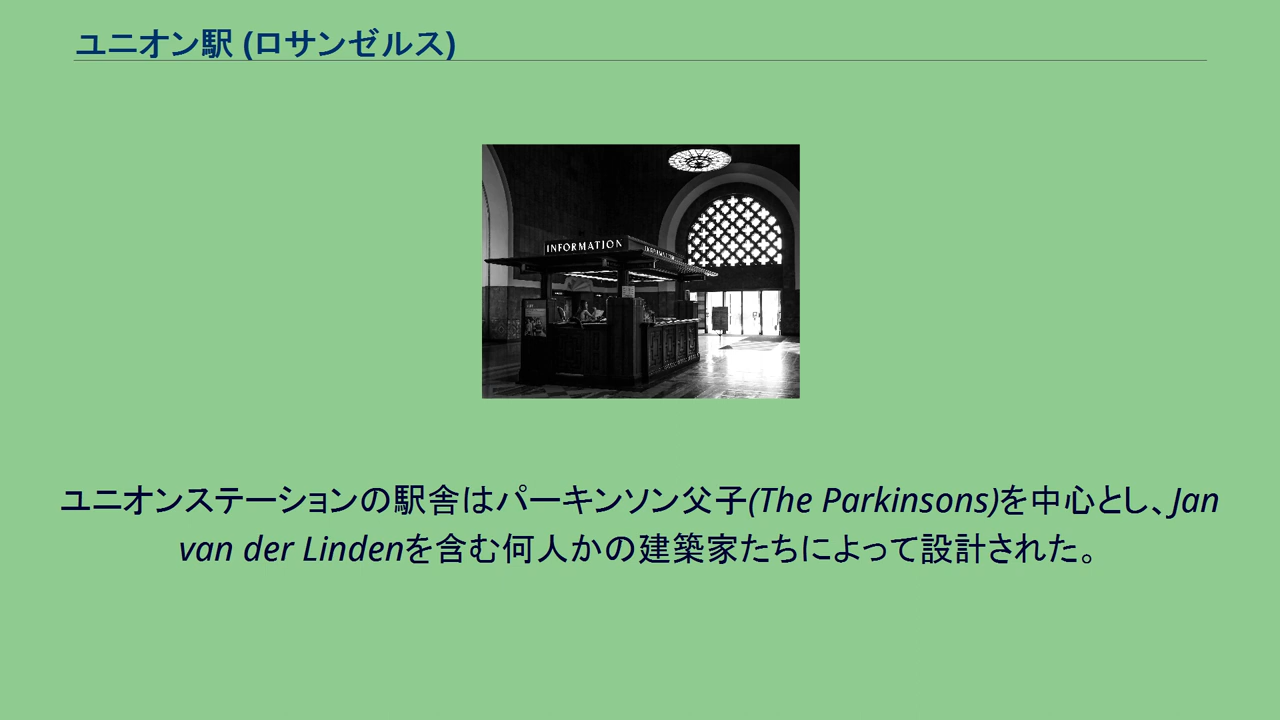 ユニオン駅 (ロサンゼルス)
INFORMATION
ユニオンステーションの駅舎はパーキンソン父子(The Parkinsons)を中心とし、Jan
van der Lindenを含む何人かの建築家たちによって設計された。